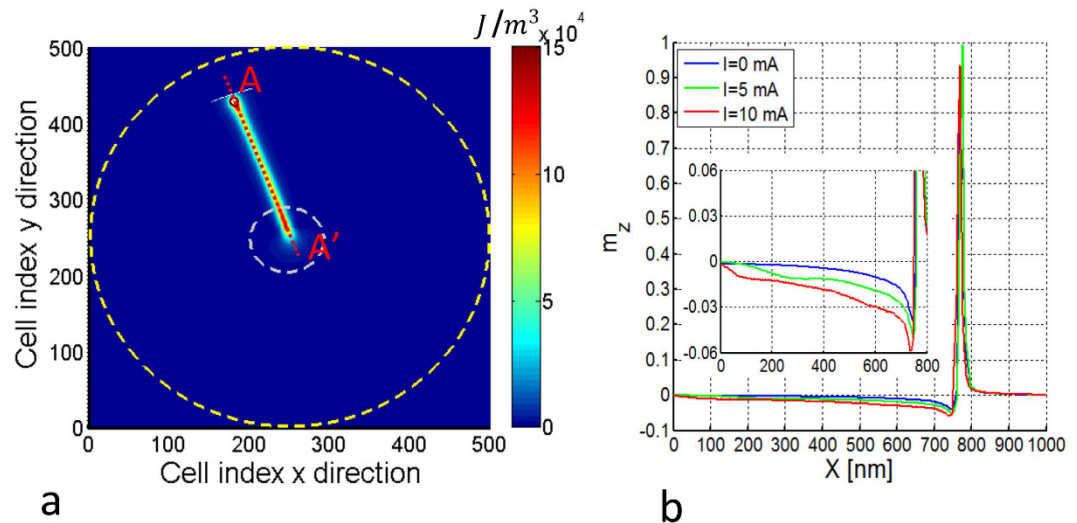 J/m³ x 10⁴
500
400
300
200
100
0
Cell index y direction
0 100 200 300 400 500
Cell index x direction
A
A'
15
10
5
0
a
1
0.9
0.8
0.7
0.6
0.5
0.4
0.3
0.2
0.1
0
-0.1
m_z
I=0 mA
I=5 mA
I=10 mA
0.06
0.03
0
-0.03
-0.06
0 200 400 600 800
0 100 200 300 400 500 600 700 800 900 1000
X [nm]
b